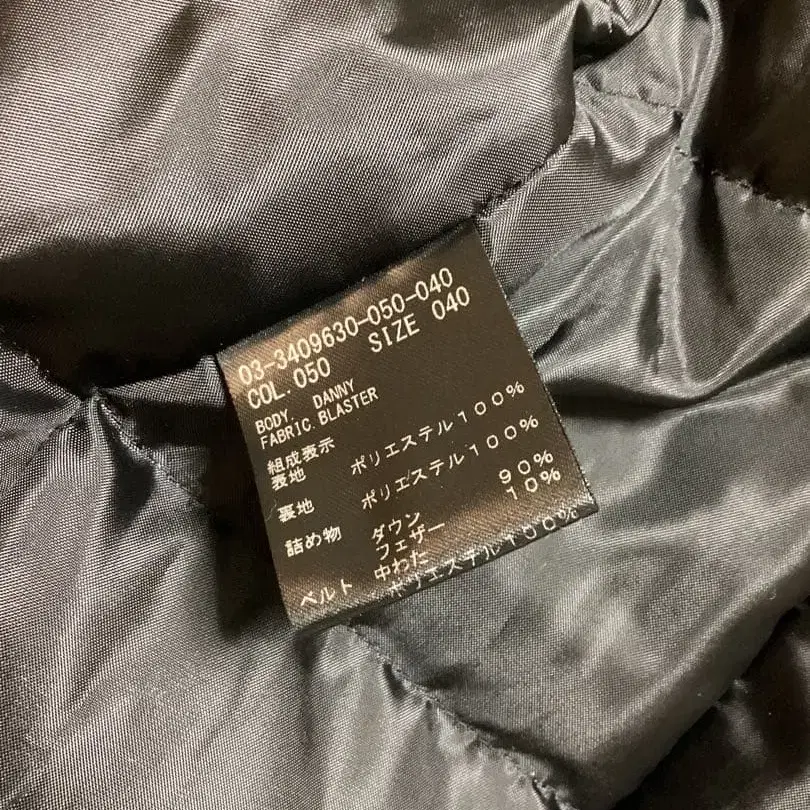 03-3409630-050-040
COL. 050 SIZE 040
BODY. DANNY
FABRIC. BLASTER
組成表示
表地 ポリエステル100%
裏地 ポリエステル100%
詰め物 ダウン 90%
フェザー 10%
ベルト 中わた
ポリエステル100%